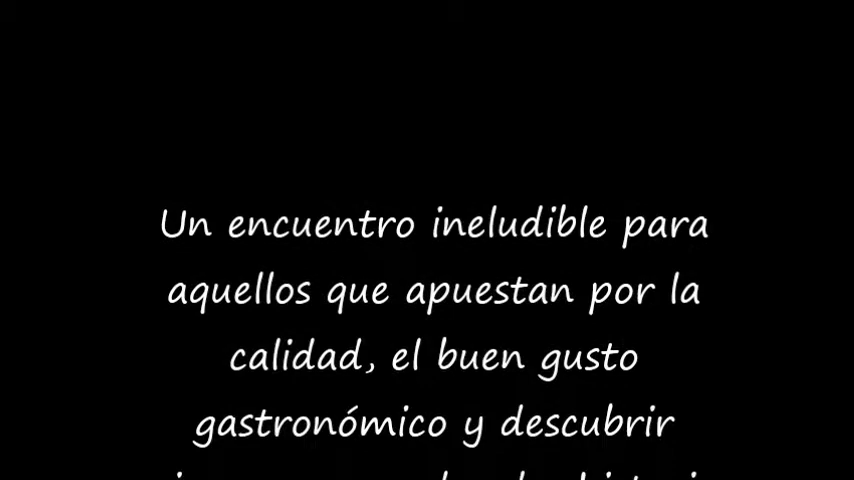 Un encuentro ineludible para
aquellos que apuestan por la
calidad, el buen gusto
gastronómico y descubrir